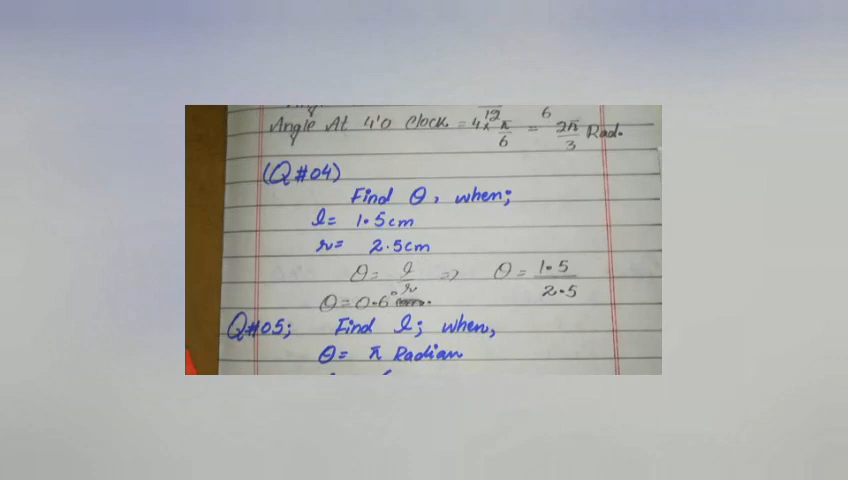 Angle At 4'0 Clock = 4 × π/6 = 2π/3 Rad.
(Q#04)
Find θ, when;
l= 1.5cm
r= 2.5cm
θ= l/r => θ= 1.5/2.5
θ=0.6°
Q#05; Find l; when,
θ= π Radian